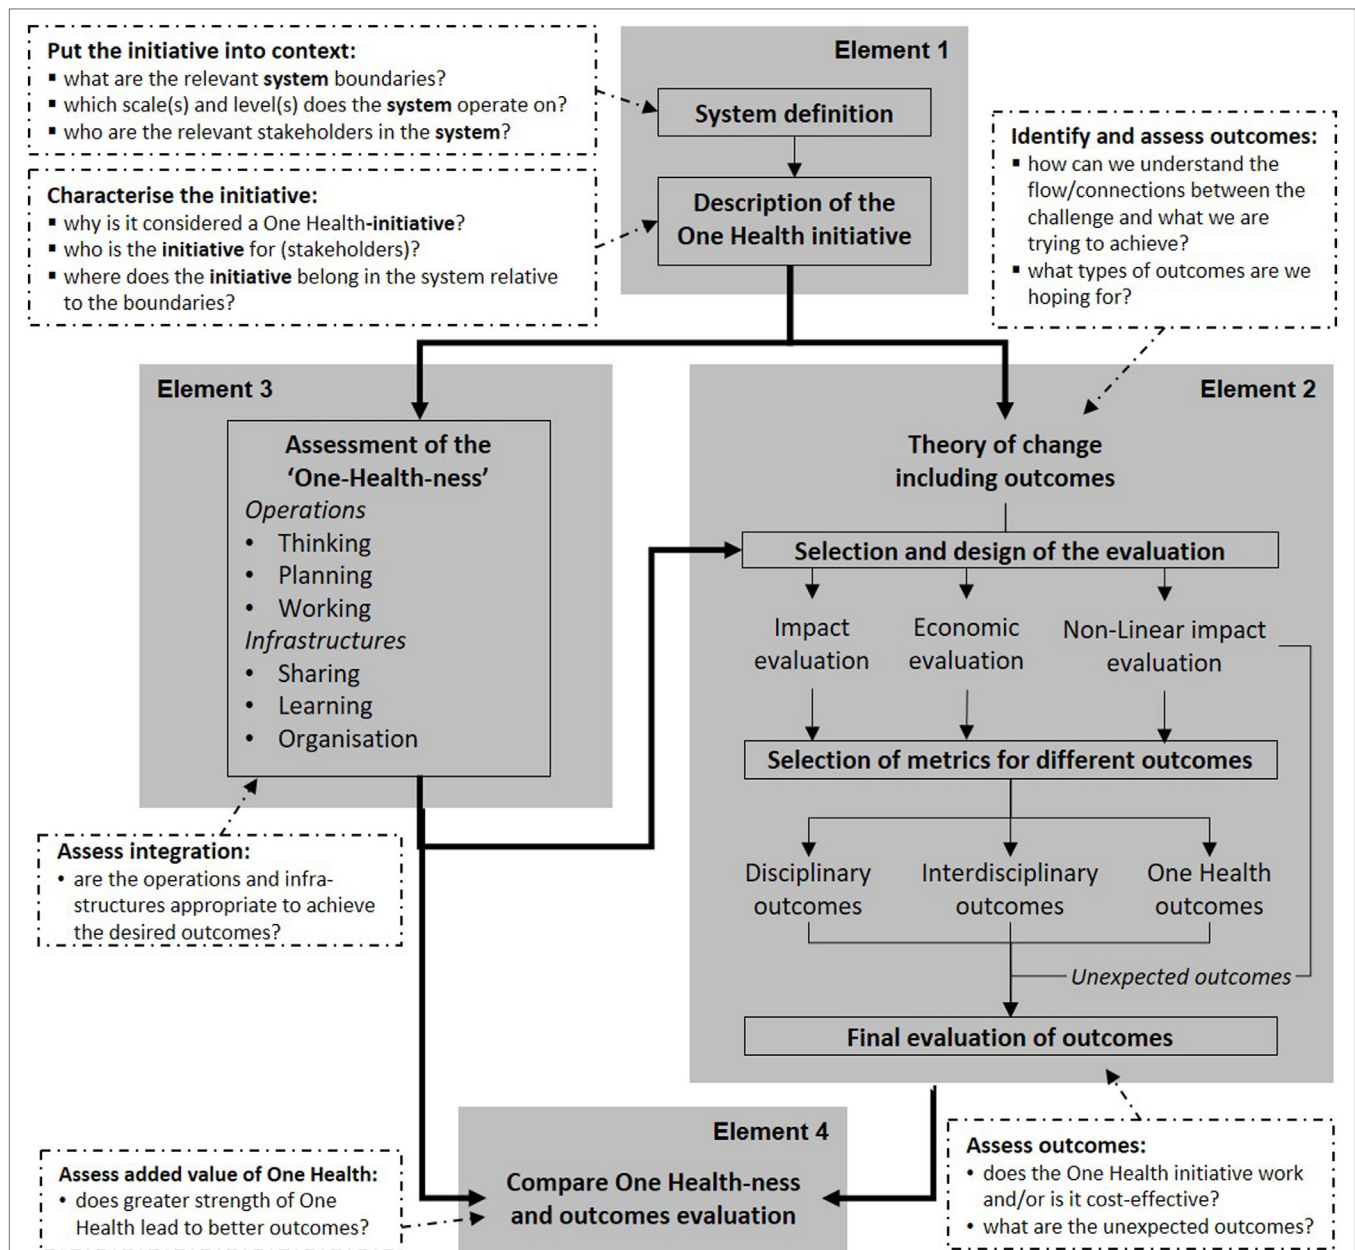 Put the initiative into context:
▪ what are the relevant system boundaries?
▪ which scale(s) and level(s) does the system operate on?
▪ who are the relevant stakeholders in the system?
Characterise the initiative:
▪ why is it considered a One Health-initiative?
▪ who is the initiative for (stakeholders)?
▪ where does the initiative belong in the system relative
to the boundaries?
Element 1
System definition
Description of the
One Health initiative
Identify and assess outcomes:
▪ how can we understand the
flow/connections between the
challenge and what we are
trying to achieve?
▪ what types of outcomes are we
hoping for?
Element 3
Assessment of the
‘One-Health-ness’
Operations
• Thinking
• Planning
• Working
Infrastructures
• Sharing
• Learning
• Organisation
Assess integration:
• are the operations and infra-
structures appropriate to achieve
the desired outcomes?
Element 2
Theory of change
including outcomes
Selection and design of the evaluation
Impact
evaluation
Economic
evaluation
Non-Linear impact
evaluation
Selection of metrics for different outcomes
Disciplinary
outcomes
Interdisciplinary
outcomes
One Health
outcomes
Unexpected outcomes
Final evaluation of outcomes
Element 4
Compare One Health-ness
and outcomes evaluation
Assess added value of One Health:
• does greater strength of One
Health lead to better outcomes?
Assess outcomes:
• does the One Health initiative work
and/or is it cost-effective?
• what are the unexpected outcomes?